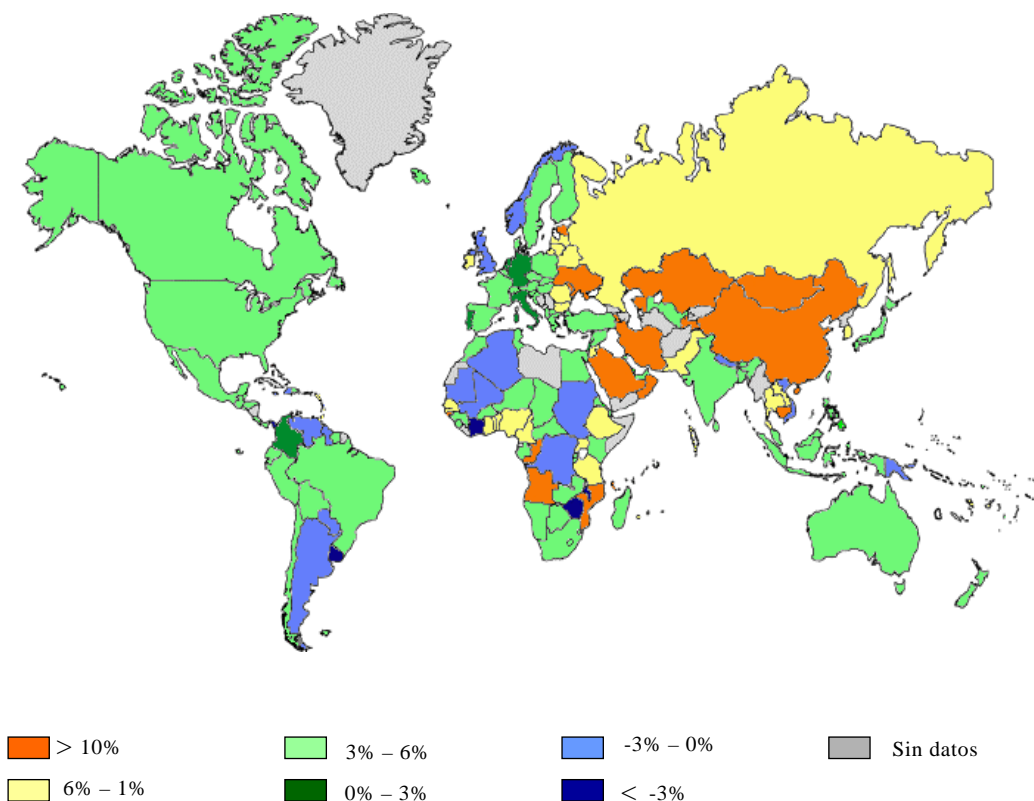 > 10%
3% – 6%
-3% – 0%
Sin datos
6% – 1%
0% – 3%
< -3%